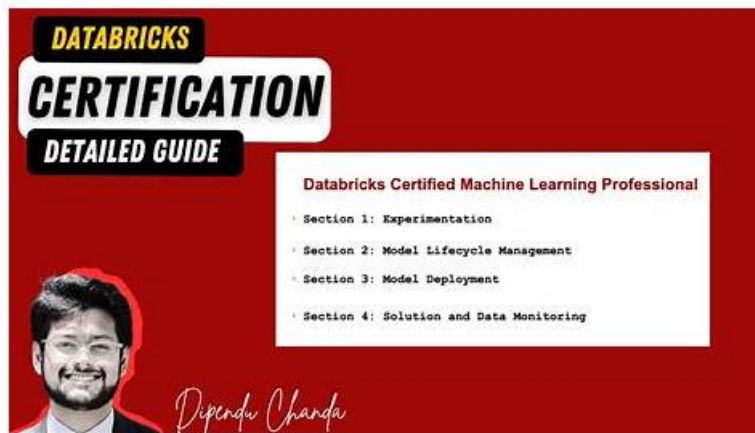 DATABRICKS
CERTIFICATION
DETAILED GUIDE
Databricks Certified Machine Learning Professional
Section 1: Experimentation
Section 2: Model Lifecycle Management
Section 3: Model Deployment
Section 4: Solution and Data Monitoring
Dipendu Chanda